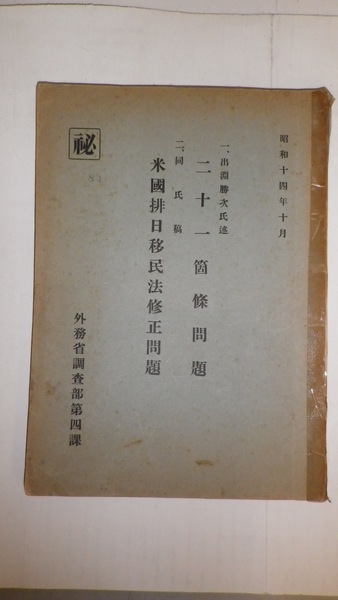 昭和十四年十月
一、出淵勝次氏述
二十一箇條問題
二、同氏稿
米國排日移民法修正問題
外務省調査部第四課
秘